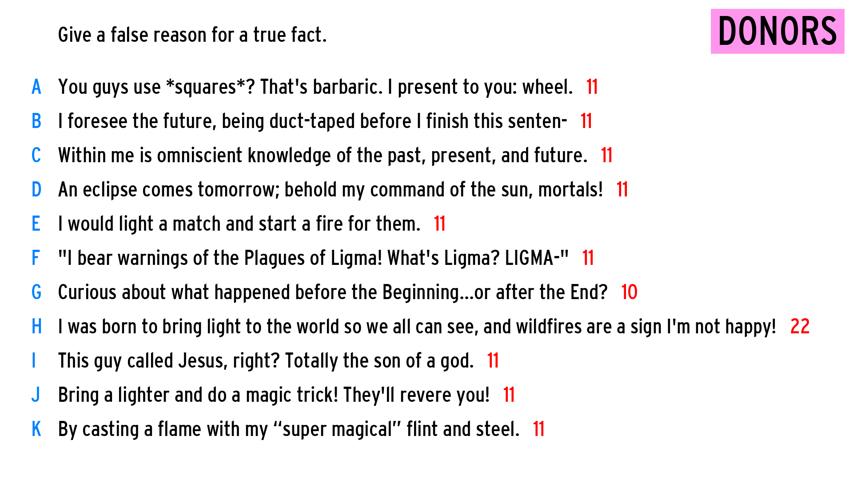 Give a false reason for a true fact.
DONORS
A You guys use *squares*? That's barbaric. I present to you: wheel. 11
B I foresee the future, being duct-taped before I finish this senten- 11
C Within me is omniscient knowledge of the past, present, and future. 11
D An eclipse comes tomorrow; behold my command of the sun, mortals! 11
E I would light a match and start a fire for them. 11
F "I bear warnings of the Plagues of Ligma! What's Ligma? LIGMA-" 11
G Curious about what happened before the Beginning...or after the End? 10
H I was born to bring light to the world so we all can see, and wildfires are a sign I'm not happy! 22
I This guy called Jesus, right? Totally the son of a god. 11
J Bring a lighter and do a magic trick! They'll revere you! 11
K By casting a flame with my “super magical” flint and steel. 11